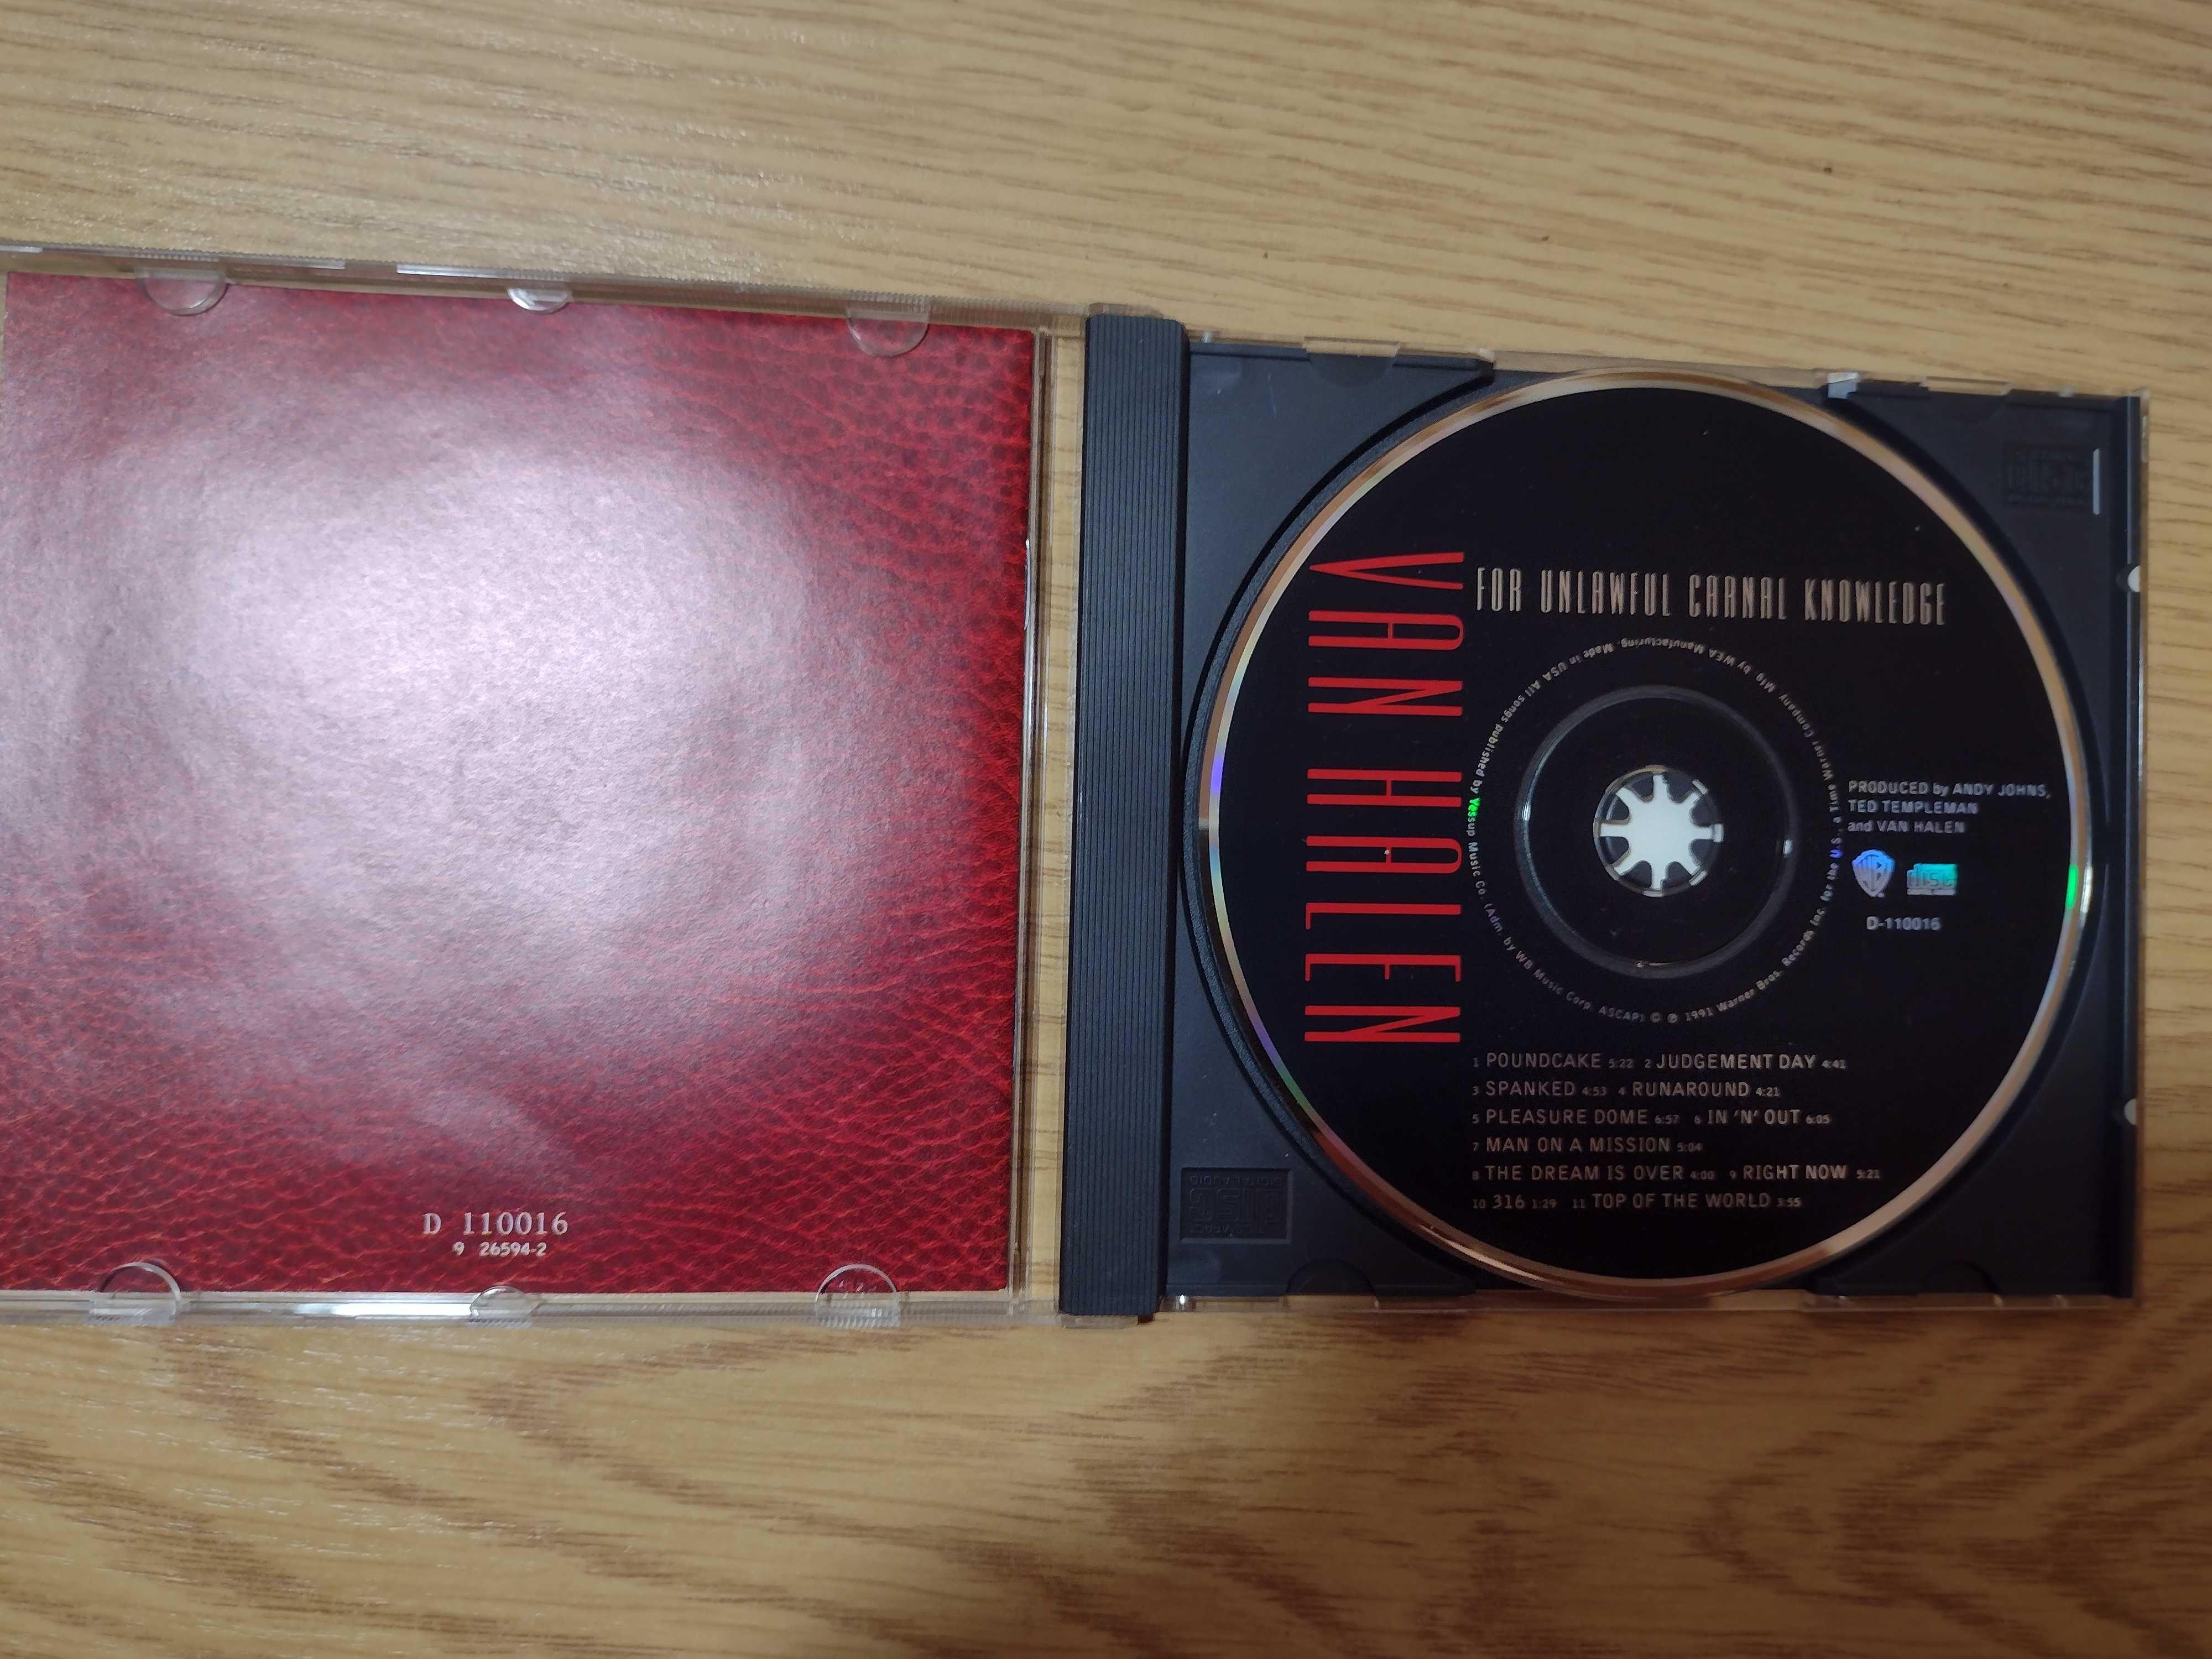 D 110016
9 26594-2
VAN HALEN
FOR UNLAWFUL CARNAL KNOWLEDGE
PRODUCED by ANDY JOHNS,
TED TEMPLEMAN
and VAN HALEN
WB
disc
D-110016
All songs published by Yessup Music Co. (Adm. by WB Music Corp. ASCAP) © ℗ 1991 Warner Bros. Records Inc. for the U.S. a Time Warner Company. Mfg by WEA Manufacturing. Made in USA
1 POUNDCAKE 5:22 2 JUDGEMENT DAY 4:41
3 SPANKED 4:53 4 RUNAROUND 4:21
5 PLEASURE DOME 6:57 6 IN 'N' OUT 6:05
7 MAN ON A MISSION 5:04
8 THE DREAM IS OVER 4:00 9 RIGHT NOW 5:21
10 316 1:29 11 TOP OF THE WORLD 3:55
DIGITAL AUDIO